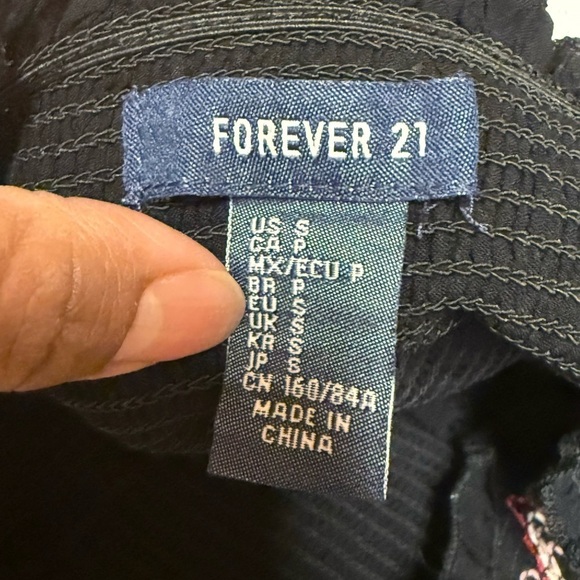 FOREVER 21
US S
CA P
MX/ECU P
BR P
EU S
UK S
KR S
JP S
CN 160/84A
MADE IN
CHINA